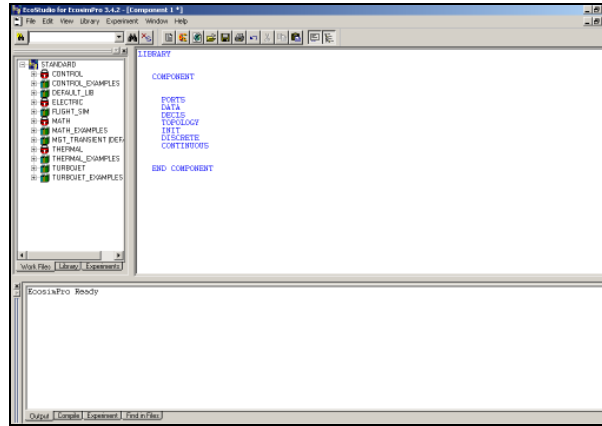 EcoStudio for EcosimPro 3.4.2 - [Component 1 *]
File Edit View Library Experiment Window Help
LIBRARY
COMPONENT
PORTS
DATA
DECLS
TOPOLOGY
INIT
DISCRETE
CONTINUOUS
END COMPONENT
STANDARD
CONTROL
CONTROL_EXAMPLES
DEFAULT_LIB
ELECTRIC
FLIGHT_SIM
MATH
MATH_EXAMPLES
MGT_TRANSIENT (DEF
THERMAL
THERMAL_EXAMPLES
TURBOJET
TURBOJET_EXAMPLES
Work Files Library Experiments
EcosimPro Ready
Output Compile Experiment Find in Files